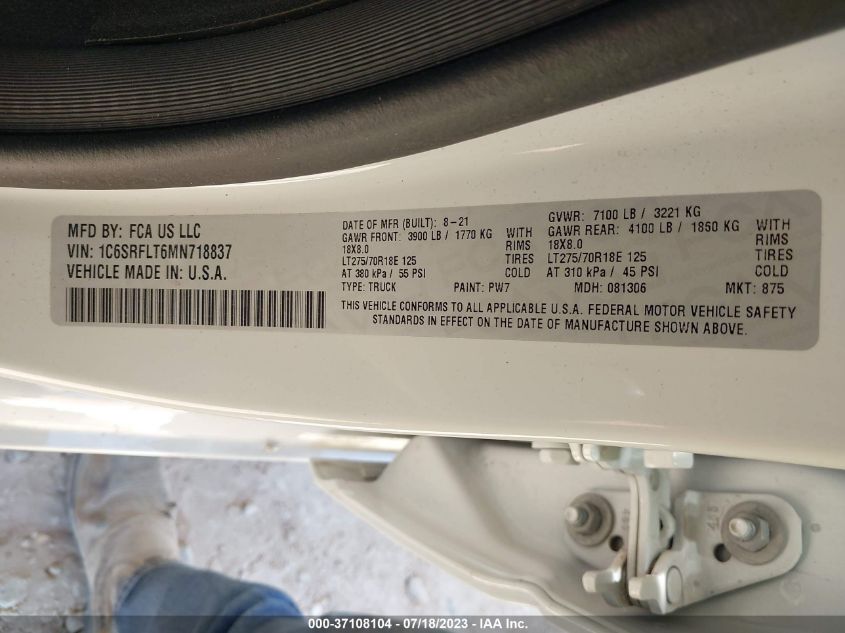 MFD BY: FCA US LLC
VIN: 1C6SRFLT6MN718837
VEHICLE MADE IN: U.S.A.
DATE OF MFR (BUILT): 8-21
GAWR FRONT: 3900 LB / 1770 KG WITH
18X8.0 RIMS
LT275/70R18E 125 TIRES
AT 380 kPa / 55 PSI COLD
TYPE: TRUCK PAINT: PW7
GVWR: 7100 LB / 3221 KG
GAWR REAR: 4100 LB / 1860 KG WITH
18X8.0 RIMS
LT275/70R18E 125 TIRES
AT 310 kPa / 45 PSI COLD
MDH: 081306 MKT: 875
THIS VEHICLE CONFORMS TO ALL APPLICABLE U.S.A. FEDERAL MOTOR VEHICLE SAFETY
STANDARDS IN EFFECT ON THE DATE OF MANUFACTURE SHOWN ABOVE.
000-37108104 - 07/18/2023 - IAA Inc.